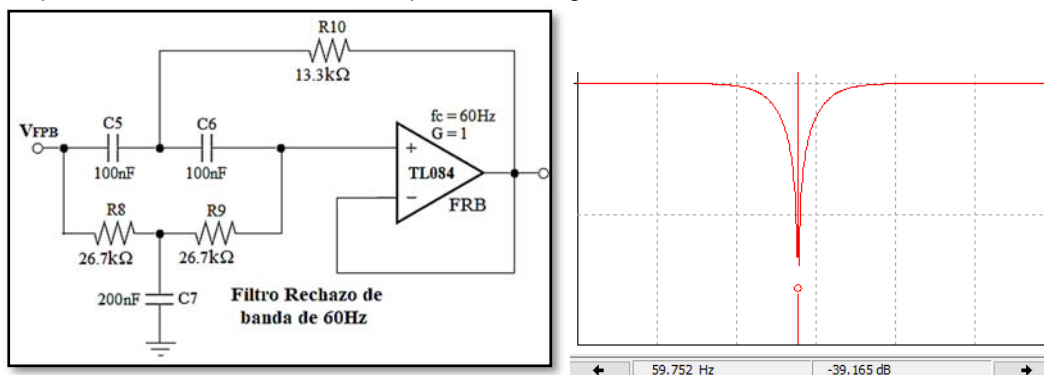 R10
13.3kΩ
C5
C6
fc = 60Hz
G = 1
VFPB
100nF
100nF
+
TL084
−
FRB
R8
R9
26.7kΩ
26.7kΩ
200nF
C7
Filtro Rechazo de
banda de 60Hz
59.752 Hz
-39.165 dB